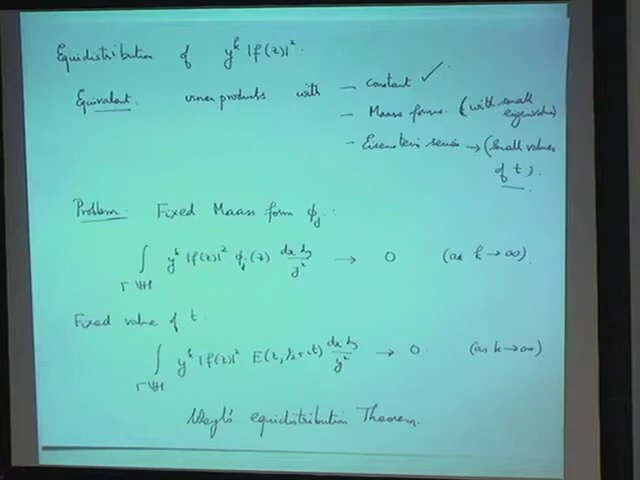 Equidistribution of y^k |f(z)|^2.
Equivalent. inner products with — constant ✓
— Maass forms. (with small eigenvalue)
— Eisenstein series → (small values of t).
Problem. Fixed Maass form ϕ_j.
∫_{Γ\ℍ} y^k |f(z)|^2 ϕ_j(z) dx dy / y^2 → 0 (as k → ∞).
Fixed value of t
∫_{Γ\ℍ} y^k |f(z)|^2 E(z, 1/2 + it) dx dy / y^2 → 0 (as k → ∞)
Weyl's equidistribution Theorem.